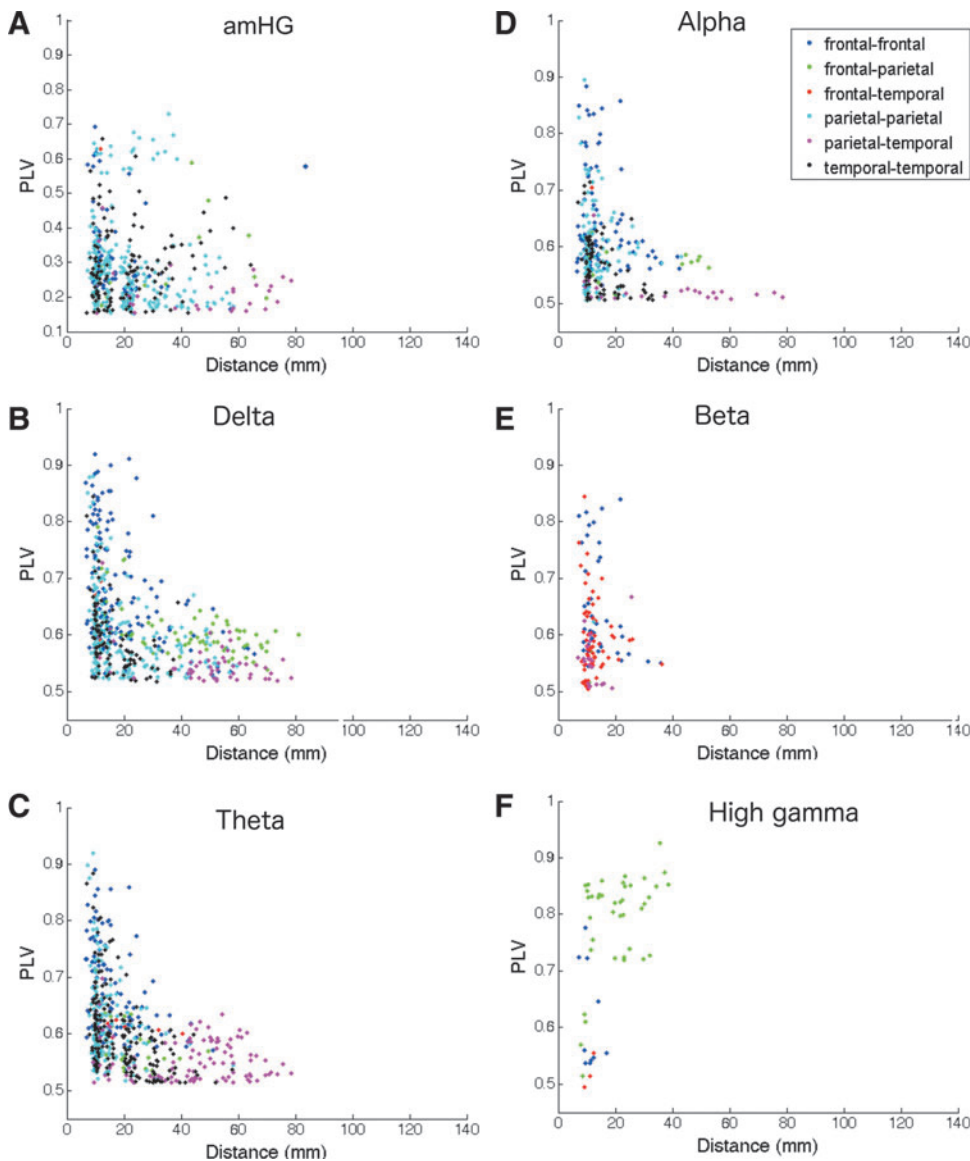 A
amHG
PLV
1
0.9
0.8
0.7
0.6
0.5
0.4
0.3
0.2
0.1
0 20 40 60 80 100 120 140
Distance (mm)
D
Alpha
PLV
1
0.9
0.8
0.7
0.6
0.5
0 20 40 60 80 100 120 140
Distance (mm)
frontal-frontal
frontal-parietal
frontal-temporal
parietal-parietal
parietal-temporal
temporal-temporal
B
Delta
PLV
1
0.9
0.8
0.7
0.6
0.5
0 20 40 60 80 100 120 140
Distance (mm)
E
Beta
PLV
1
0.9
0.8
0.7
0.6
0.5
0 20 40 60 80 100 120 140
Distance (mm)
C
Theta
PLV
1
0.9
0.8
0.7
0.6
0.5
0 20 40 60 80 100 120 140
Distance (mm)
F
High gamma
PLV
1
0.9
0.8
0.7
0.6
0.5
0 20 40 60 80 100 120 140
Distance (mm)